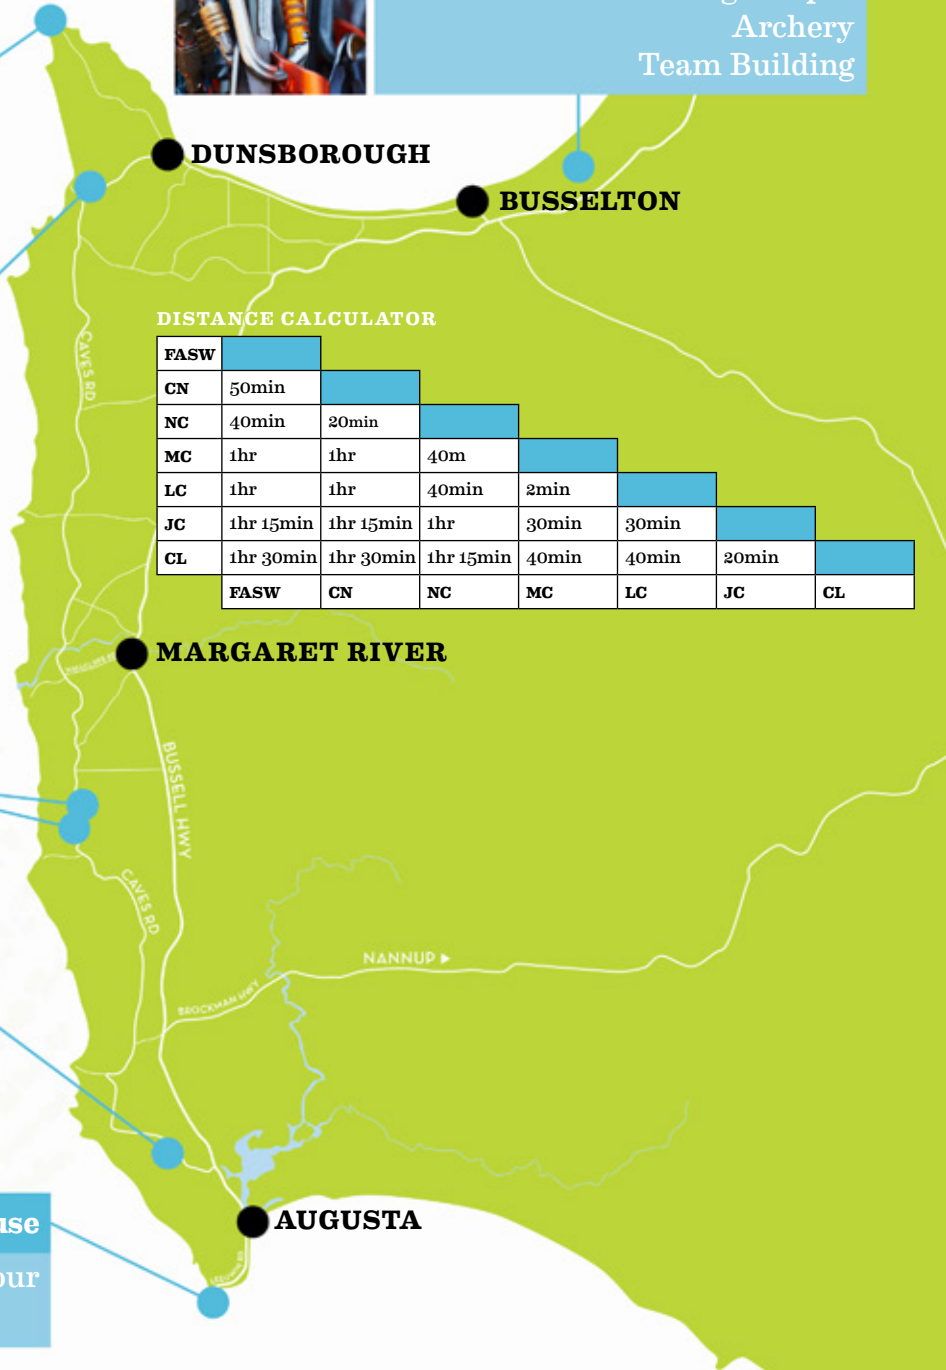 Archery
Team Building
DUNSBOROUGH
BUSSELTON
DISTANCE CALCULATOR
CAVES RD
FASW
CN 50min
NC 40min 20min
MC 1hr 1hr 40m
LC 1hr 1hr 40min 2min
JC 1hr 15min 1hr 15min 1hr 30min 30min
CL 1hr 30min 1hr 30min 1hr 15min 40min 40min 20min
FASW CN NC MC LC JC CL
MARGARET RIVER
BUSSELL HWY
CAVES RD
NANNUP ▶
BROCKMAN HWY
AUGUSTA
LEEUWIN RD